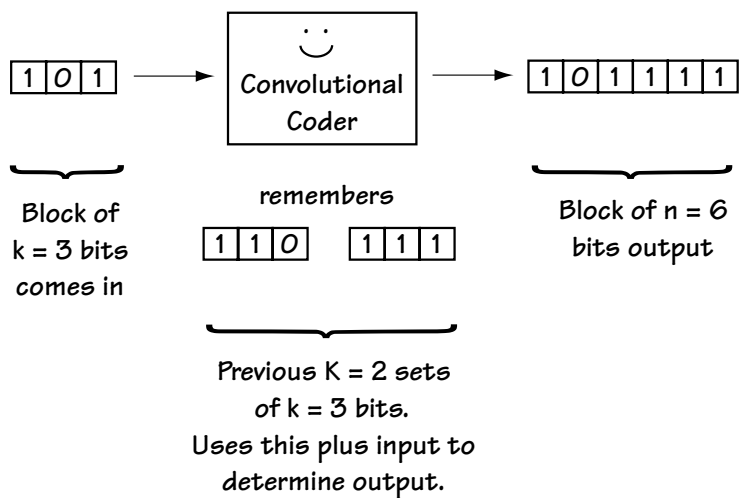 1 0 1
Convolutional
Coder
1 0 1 1 1 1
Block of
k = 3 bits
comes in
remembers
1 1 0 1 1 1
Block of n = 6
bits output
Previous K = 2 sets
of k = 3 bits.
Uses this plus input to
determine output.